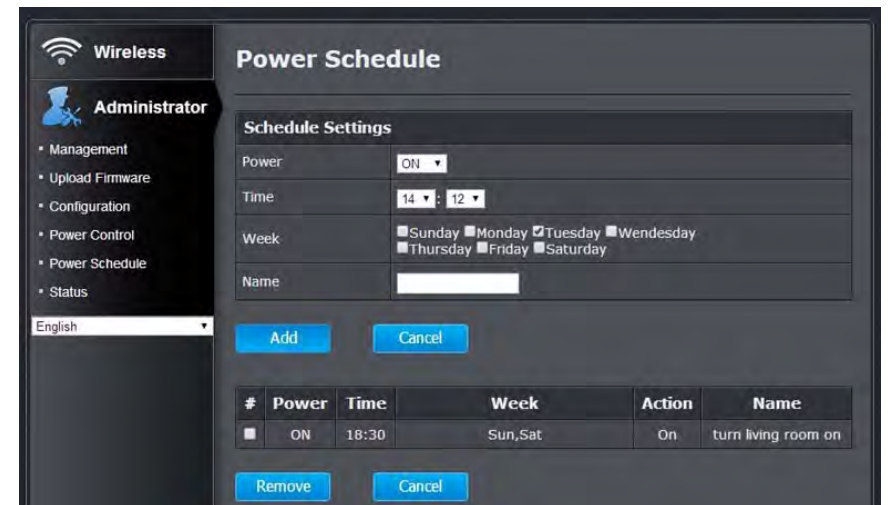 Wireless
Administrator
Management
Upload Firmware
Configuration
Power Control
Power Schedule
Status
English
Power Schedule
Schedule Settings
Power ON
Time 14 : 12
Week Sunday Monday Tuesday Wendesday
Thursday Friday Saturday
Name
Add Cancel
# Power Time Week Action Name
ON 18:30 Sun,Sat On turn living room on
Remove Cancel